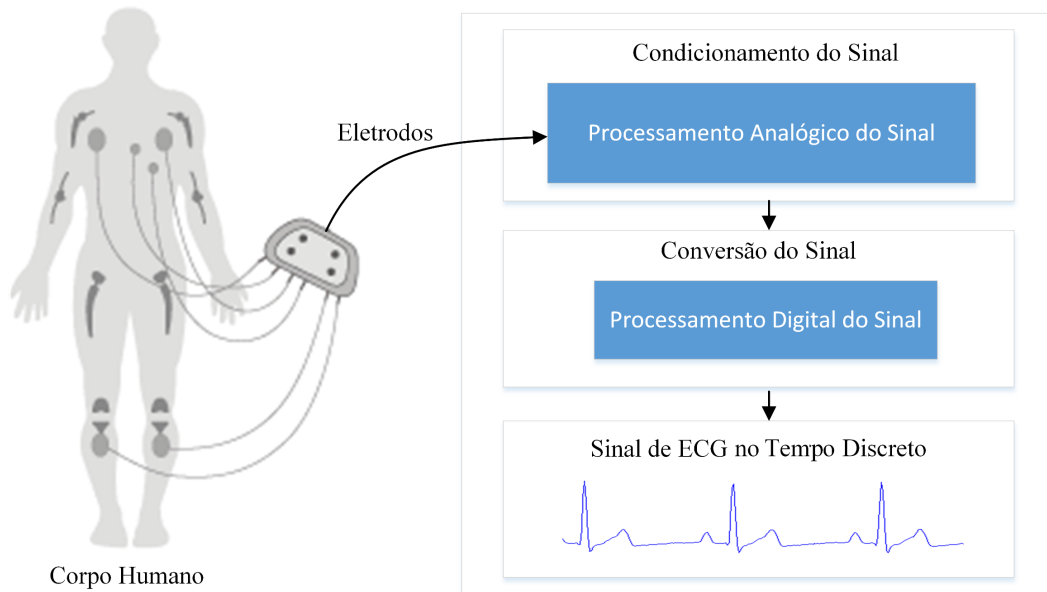 Condicionamento do Sinal
Processamento Analógico do Sinal
Eletrodos
Conversão do Sinal
Processamento Digital do Sinal
Sinal de ECG no Tempo Discreto
Corpo Humano